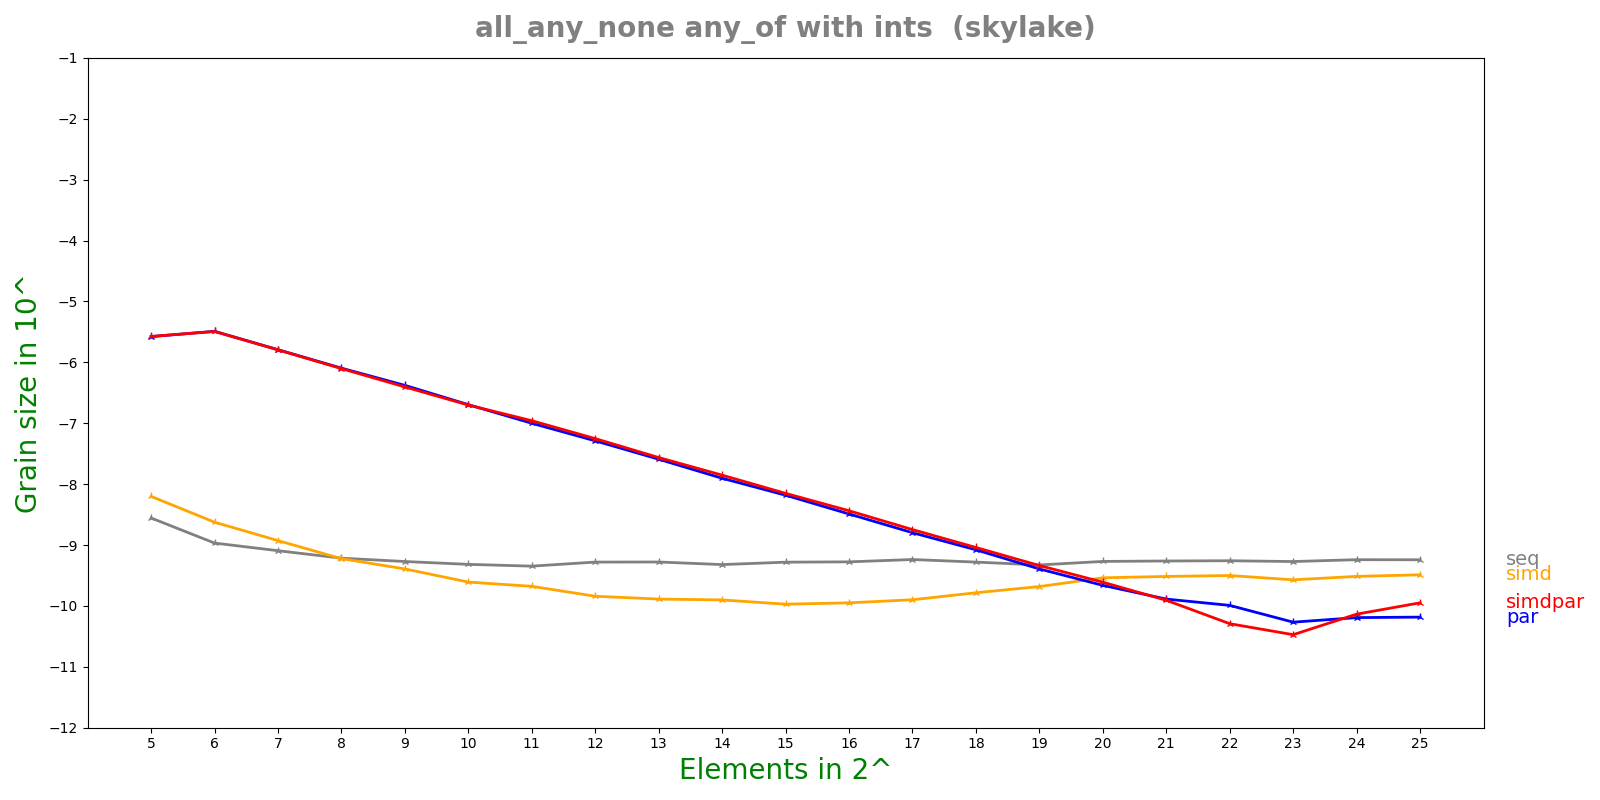 all_any_none any_of with ints  (skylake)
Grain size in 10^
−1
−2
−3
−4
−5
−6
−7
−8
−9
−10
−11
−12
seq
simd
simdpar
par
5 6 7 8 9 10 11 12 13 14 15 16 17 18 19 20 21 22 23 24 25
Elements in 2^